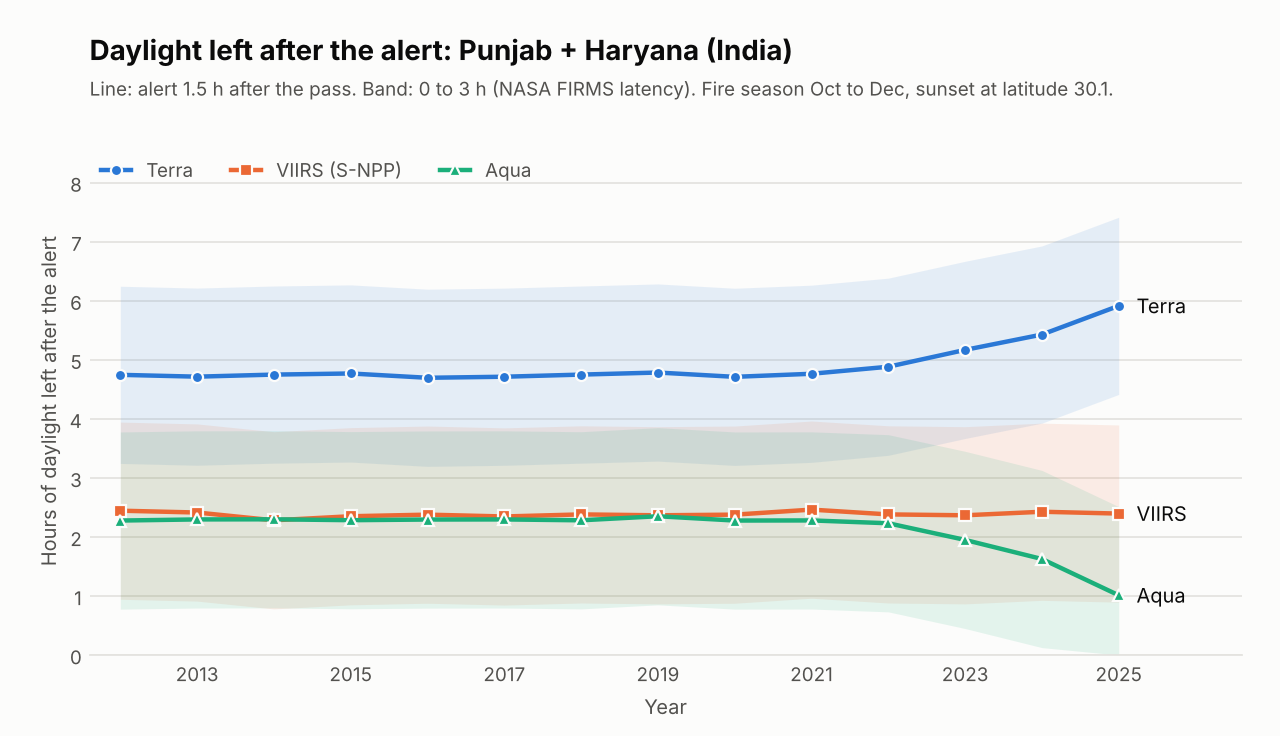 Daylight left after the alert: Punjab + Haryana (India)
Line: alert 1.5 h after the pass. Band: 0 to 3 h (NASA FIRMS latency). Fire season Oct to Dec, sunset at latitude 30.1.
Terra VIIRS (S-NPP) Aqua
Hours of daylight left after the alert
8
7
6
5
4
3
2
1
0
Terra
VIIRS
Aqua
2013 2015 2017 2019 2021 2023 2025
Year